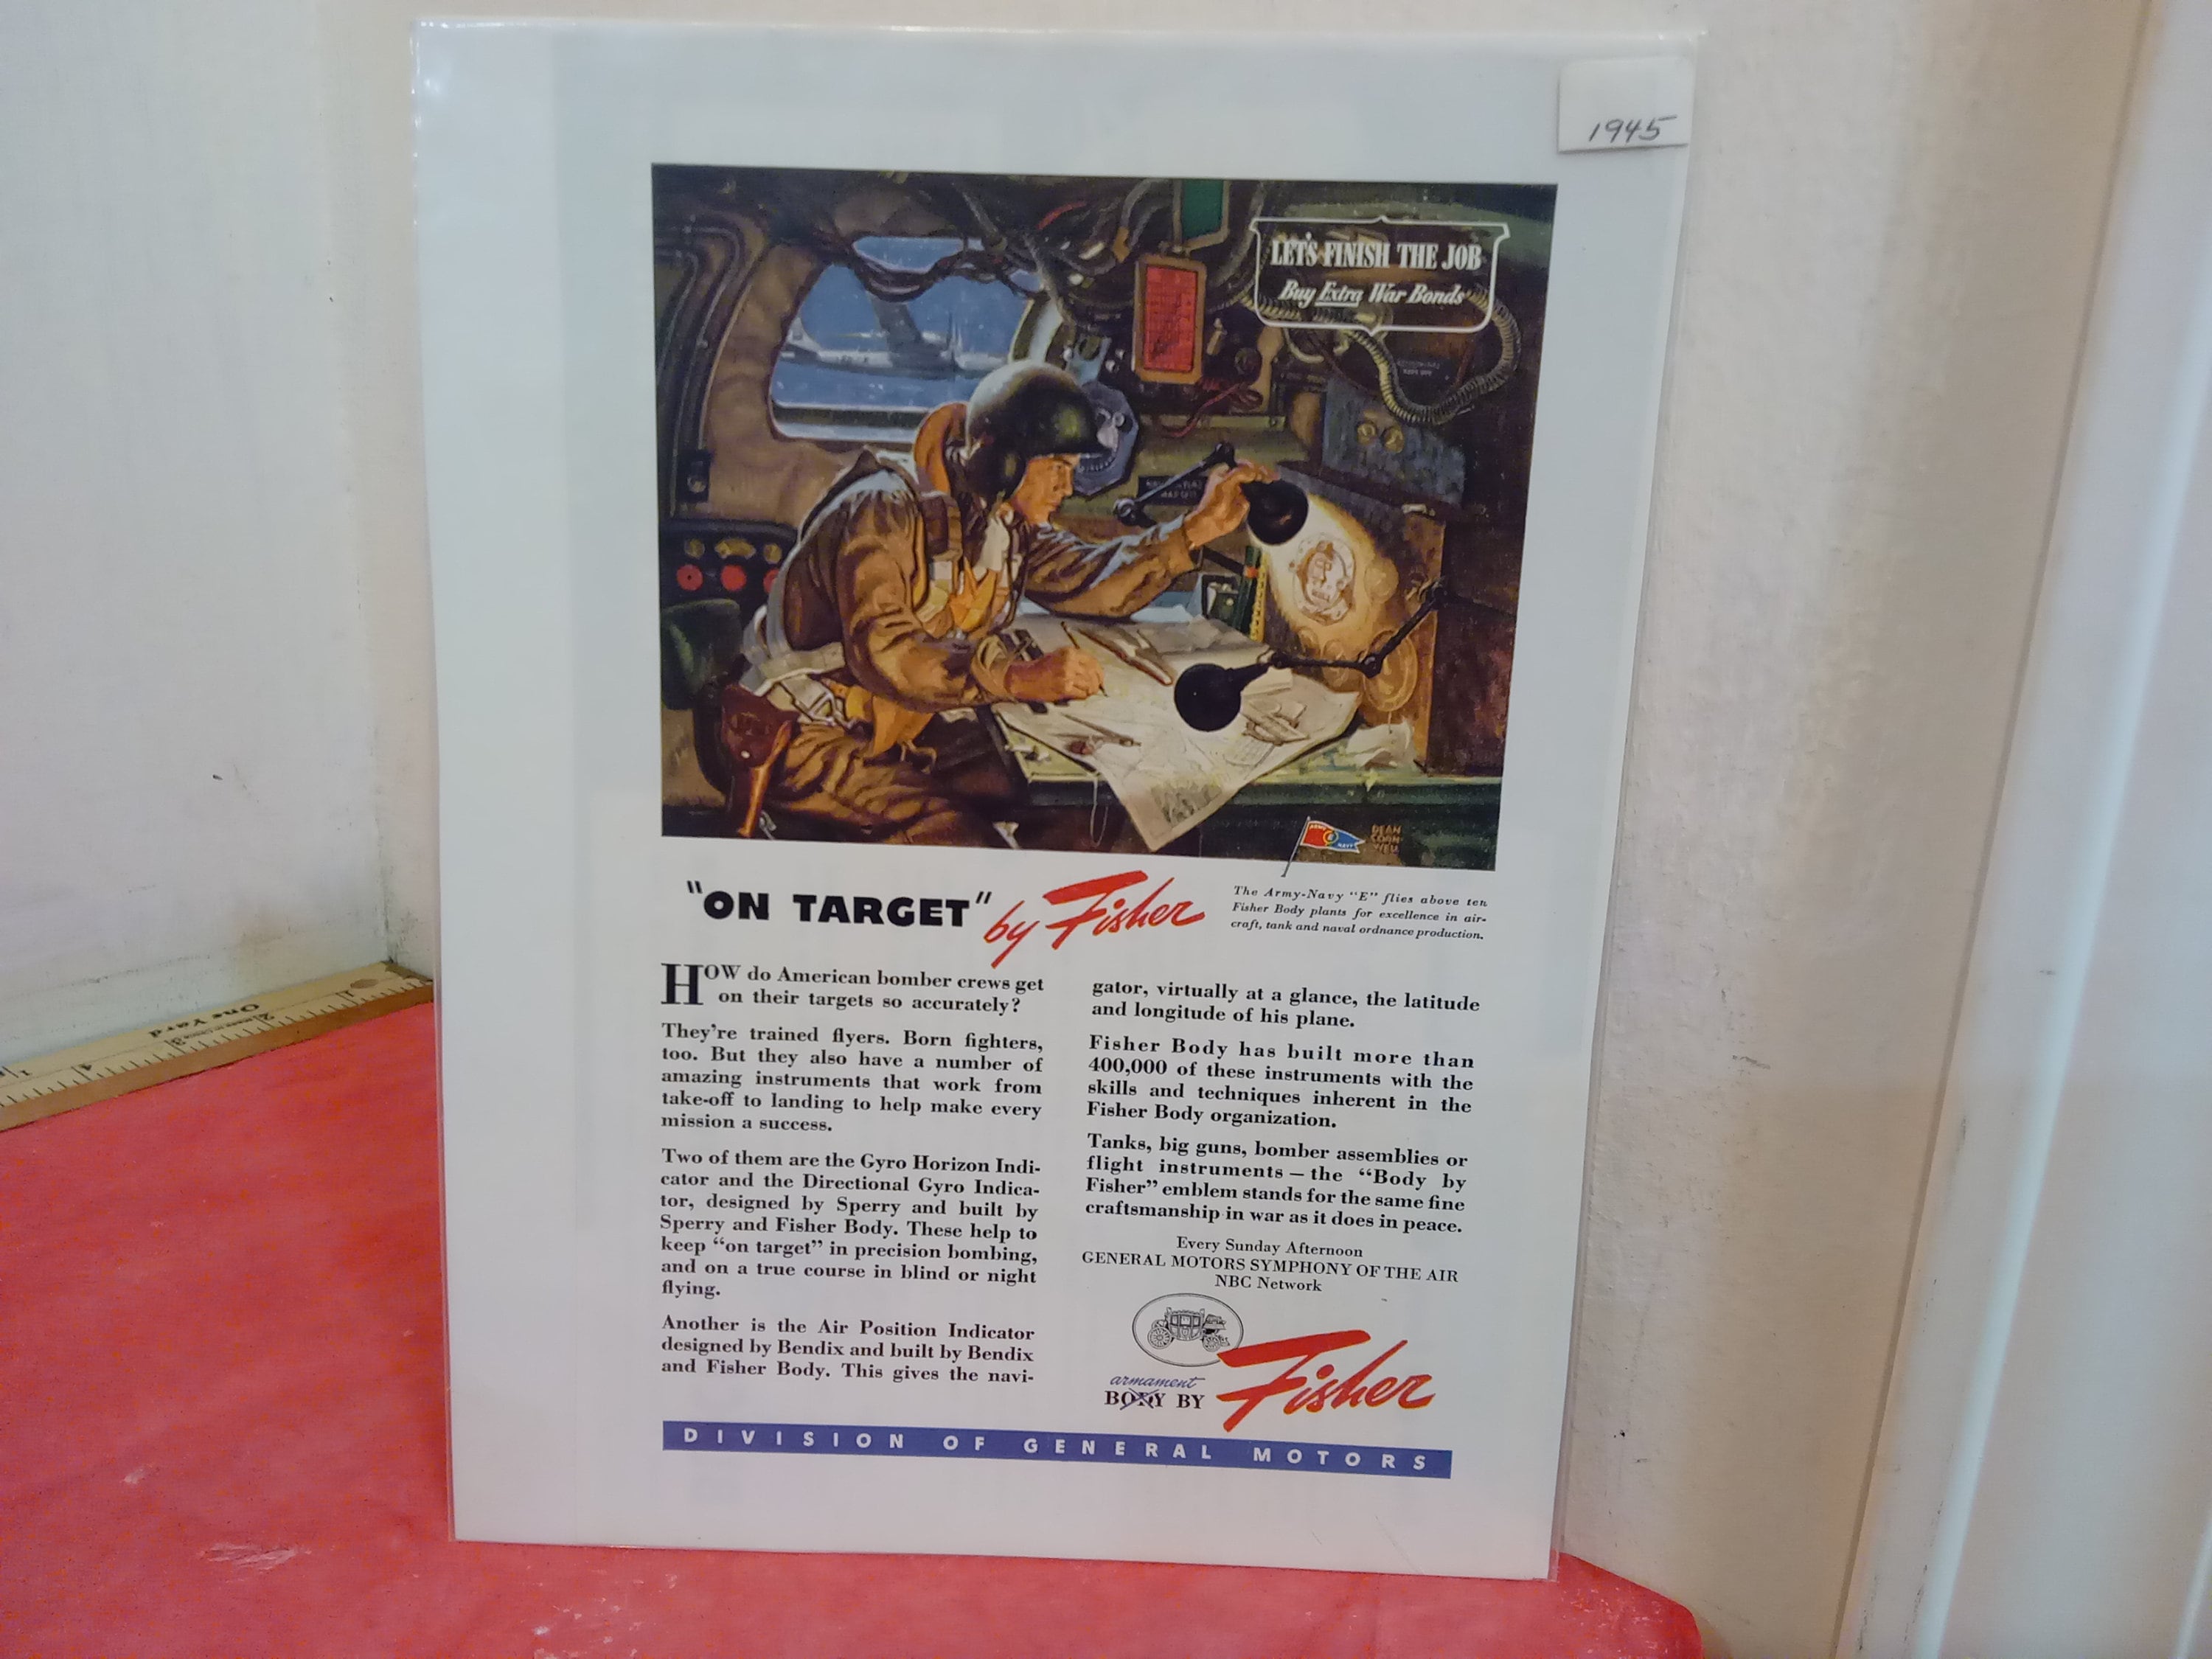 1945
LET'S FINISH THE JOB
Buy Extra War Bonds
ARMY
E
NAVY
DEAN
CORN-
WELL
"ON TARGET" by Fisher
The Army-Navy "E" flies above ten
Fisher Body plants for excellence in air-
craft, tank and naval ordnance production.
HOW do American bomber crews get
on their targets so accurately?
They're trained flyers. Born fighters,
too. But they also have a number of
amazing instruments that work from
take-off to landing to help make every
mission a success.
Two of them are the Gyro Horizon Indi-
cator and the Directional Gyro Indica-
tor, designed by Sperry and built by
Sperry and Fisher Body. These help to
keep "on target" in precision bombing,
and on a true course in blind or night
flying.
Another is the Air Position Indicator
designed by Bendix and built by Bendix
and Fisher Body. This gives the navi-
gator, virtually at a glance, the latitude
and longitude of his plane.
Fisher Body has built more than
400,000 of these instruments with the
skills and techniques inherent in the
Fisher Body organization.
Tanks, big guns, bomber assemblies or
flight instruments — the "Body by
Fisher" emblem stands for the same fine
craftsmanship in war as it does in peace.
Every Sunday Afternoon
GENERAL MOTORS SYMPHONY OF THE AIR
NBC Network
armament
BODY BY Fisher
DIVISION OF GENERAL MOTORS
One Yard
1
2
3
4